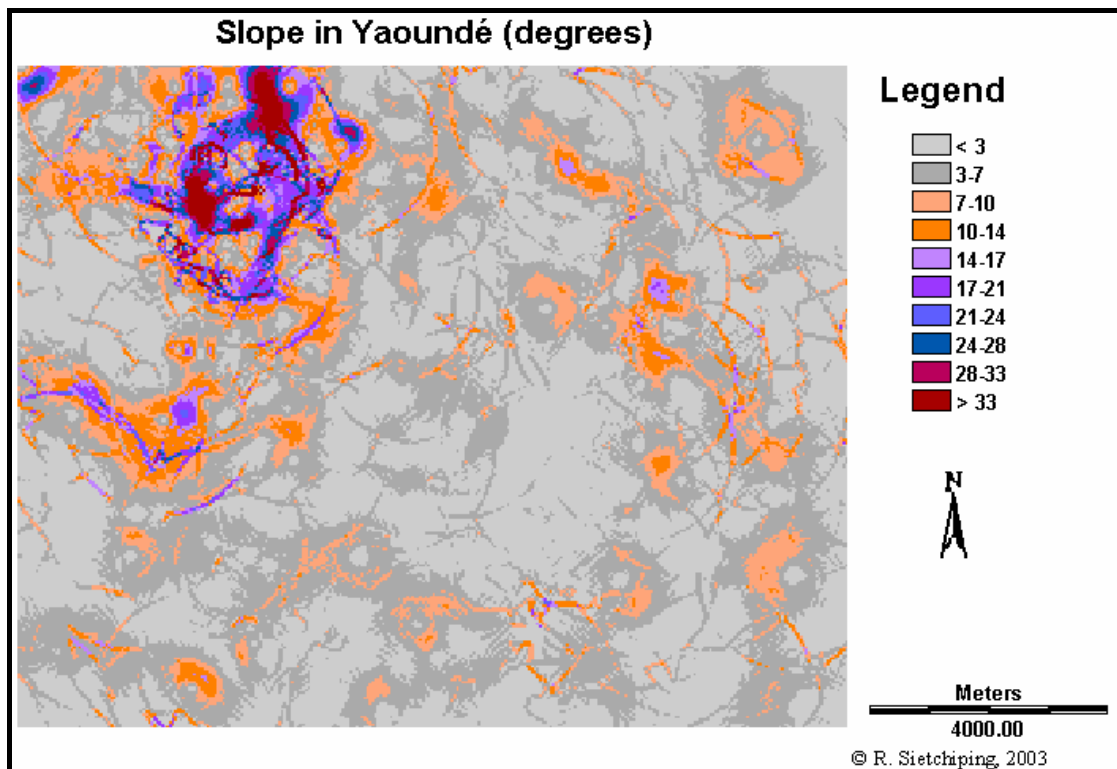 Slope in Yaoundé (degrees)
Legend
< 3
3-7
7-10
10-14
14-17
17-21
21-24
24-28
28-33
> 33
N
Meters
4000.00
© R. Sietchiping, 2003